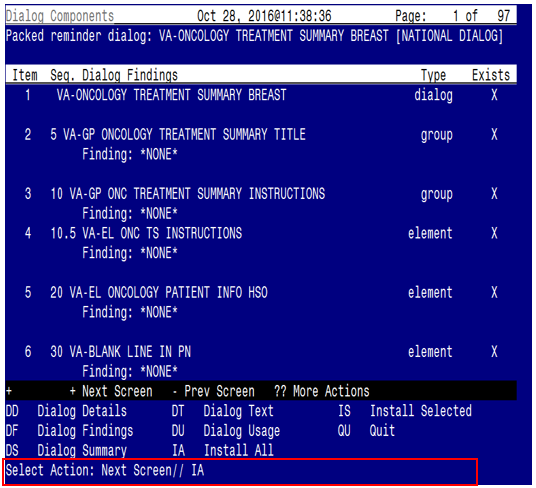 Dialog Components Oct 28, 2016@11:38:36 Page: 1 of 97
Packed reminder dialog: VA-ONCOLOGY TREATMENT SUMMARY BREAST [NATIONAL DIALOG]
Item Seq. Dialog Findings Type Exists
1 VA-ONCOLOGY TREATMENT SUMMARY BREAST dialog X
2 5 VA-GP ONCOLOGY TREATMENT SUMMARY TITLE group X
Finding: *NONE*
3 10 VA-GP ONC TREATMENT SUMMARY INSTRUCTIONS group X
Finding: *NONE*
4 10.5 VA-EL ONC TS INSTRUCTIONS element X
Finding: *NONE*
5 20 VA-EL ONCOLOGY PATIENT INFO HSO element X
Finding: *NONE*
6 30 VA-BLANK LINE IN PN element X
Finding: *NONE*
+ + Next Screen - Prev Screen ?? More Actions
DD Dialog Details DT Dialog Text IS Install Selected
DF Dialog Findings DU Dialog Usage QU Quit
DS Dialog Summary IA Install All
Select Action: Next Screen// IA